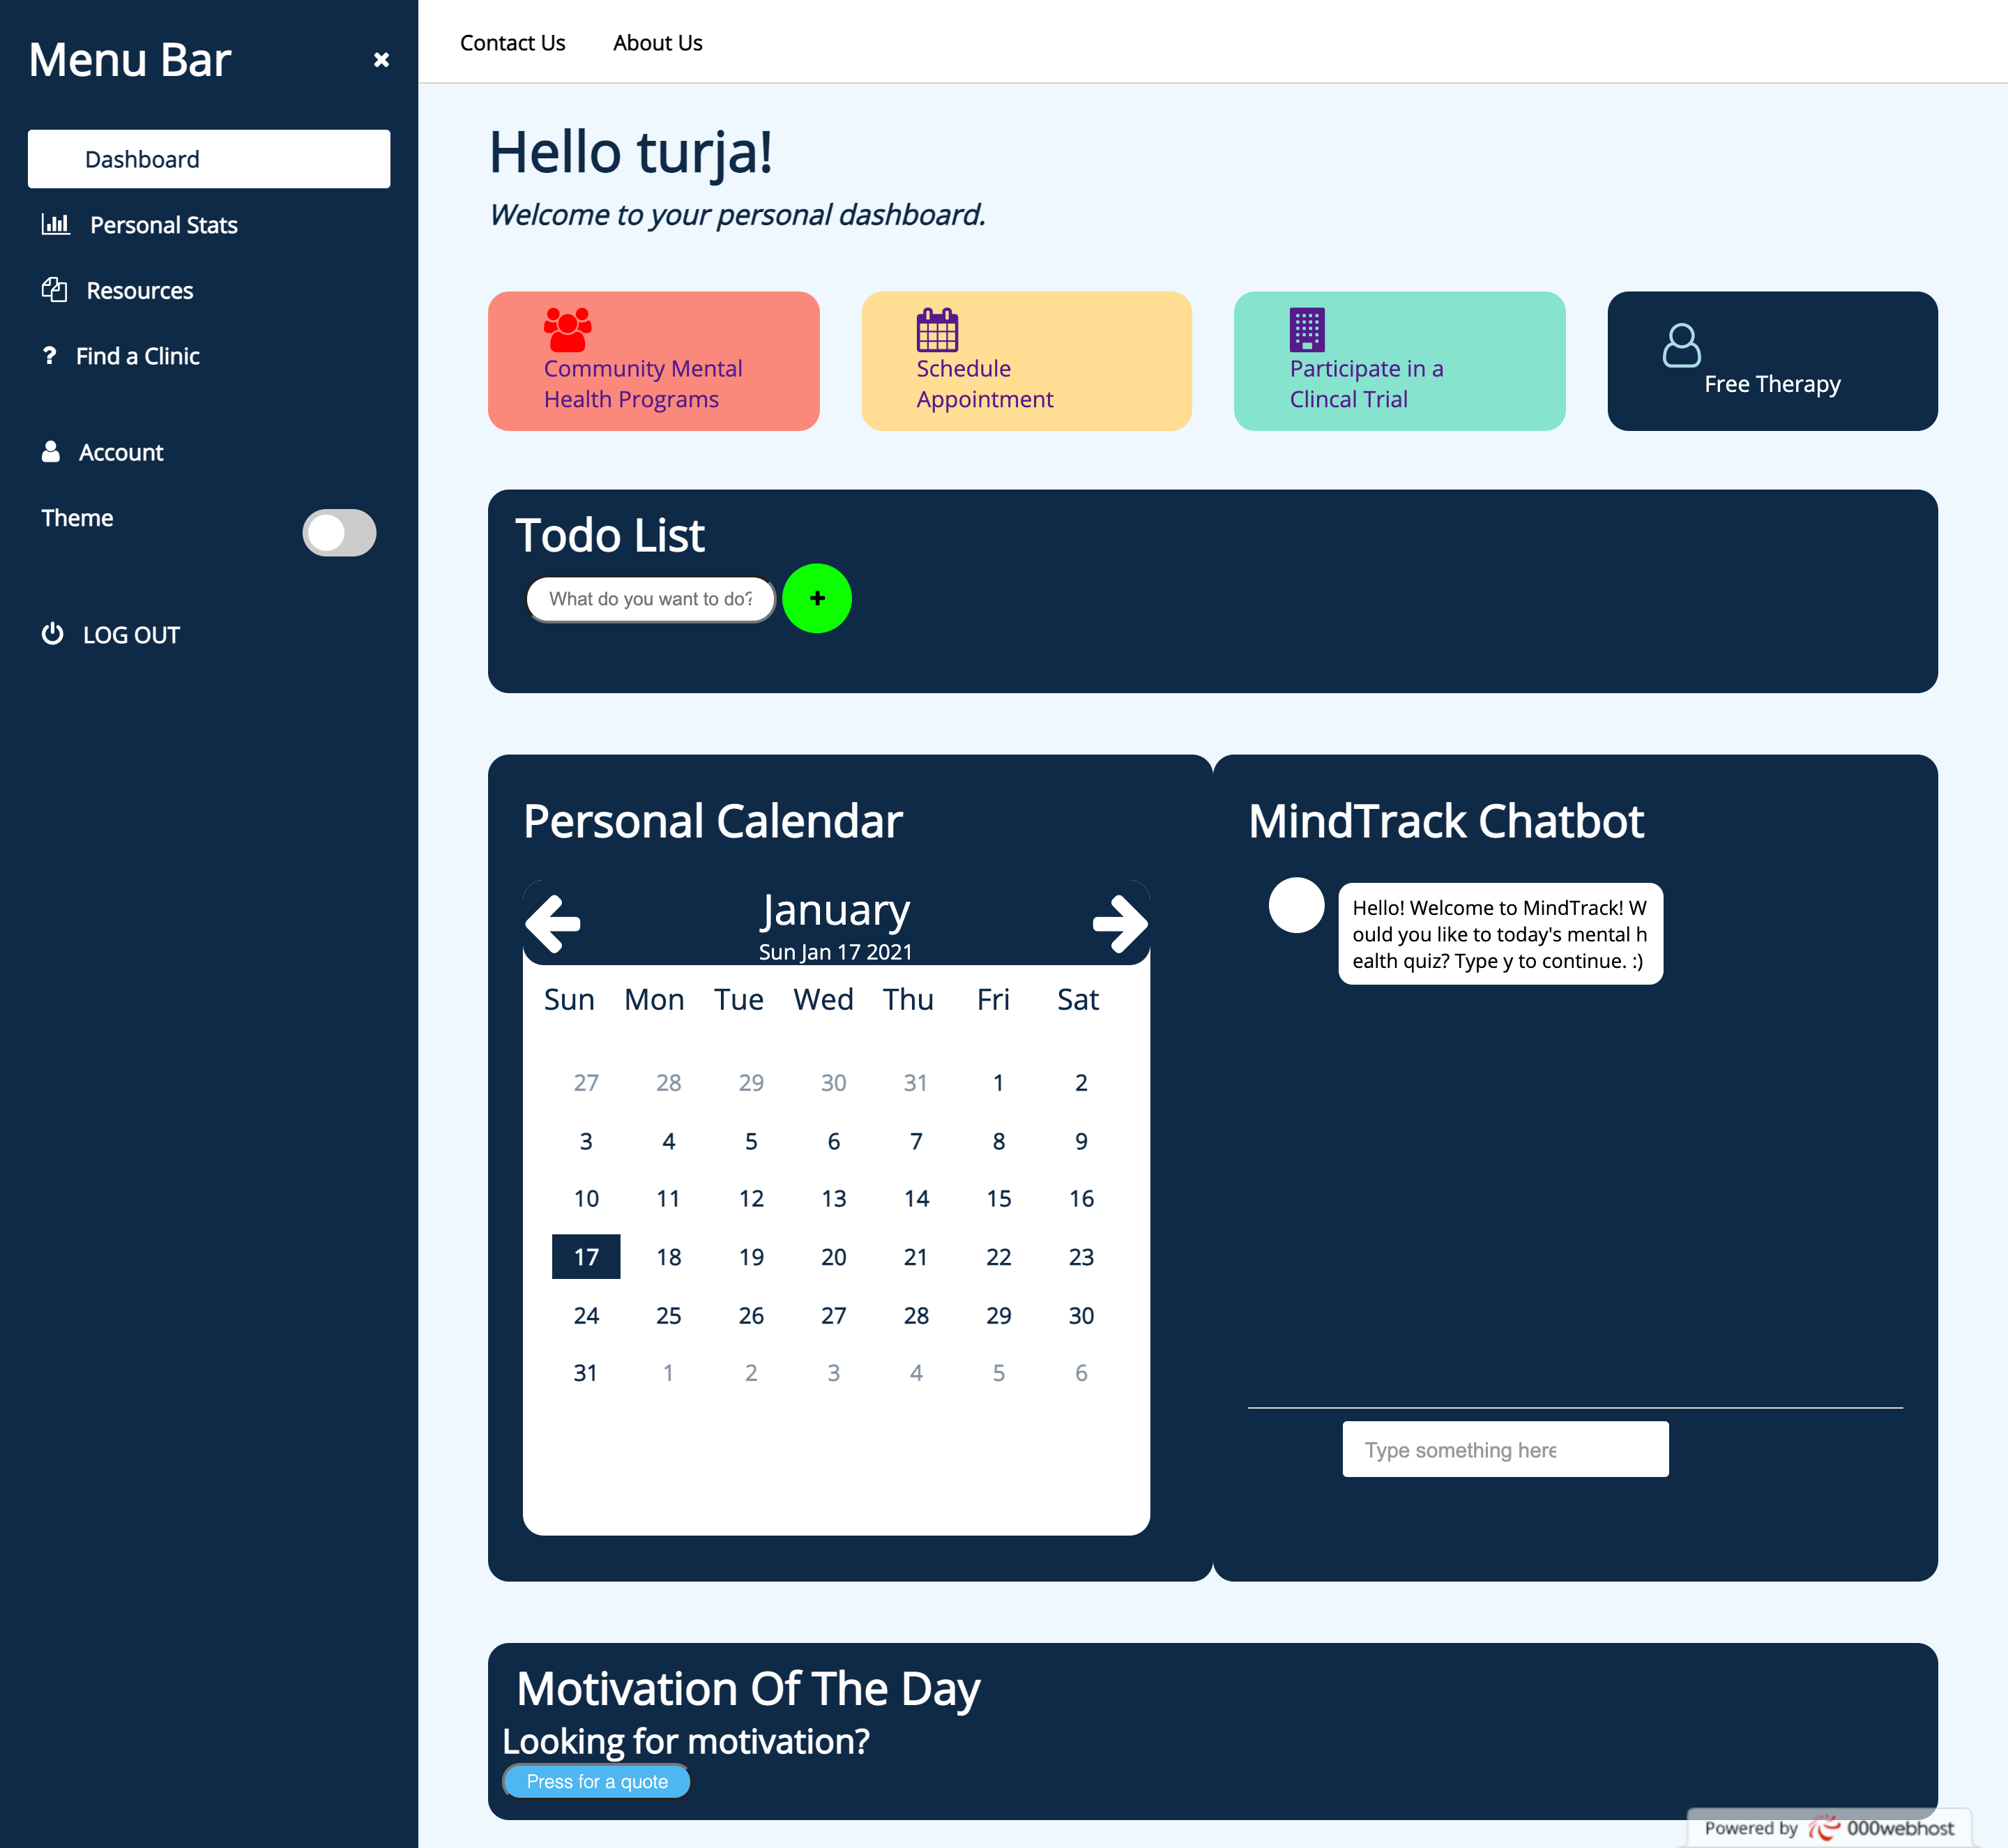 Menu Bar
Dashboard
Personal Stats
Resources
? Find a Clinic
Account
Theme
LOG OUT
Contact Us About Us
Hello turja!
Welcome to your personal dashboard.
Community Mental
Health Programs
Schedule
Appointment
Participate in a
Clincal Trial
Free Therapy
Todo List
What do you want to do?
+
Personal Calendar
January
Sun Jan 17 2021
Sun Mon Tue Wed Thu Fri Sat
27 28 29 30 31 1 2
3 4 5 6 7 8 9
10 11 12 13 14 15 16
17 18 19 20 21 22 23
24 25 26 27 28 29 30
31 1 2 3 4 5 6
MindTrack Chatbot
Hello! Welcome to MindTrack! W
ould you like to today's mental h
ealth quiz? Type y to continue. :)
Type something here
Motivation Of The Day
Looking for motivation?
Press for a quote
Powered by 000webhost